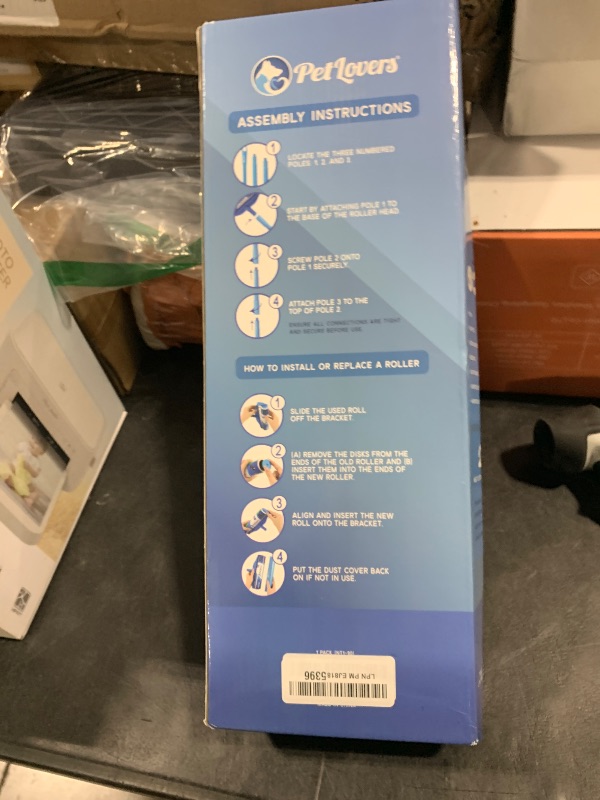 PetLovers
ASSEMBLY INSTRUCTIONS
1
LOCATE THE THREE NUMBERED
POLES: 1, 2, AND 3.
2
START BY ATTACHING POLE 1 TO
THE BASE OF THE ROLLER HEAD.
3
SCREW POLE 2 ONTO
POLE 1 SECURELY.
4
ATTACH POLE 3 TO THE
TOP OF POLE 2.
ENSURE ALL CONNECTIONS ARE TIGHT
AND SECURE BEFORE USE.
HOW TO INSTALL OR REPLACE A ROLLER
1
SLIDE THE USED ROLL
OFF THE BRACKET.
2
(A) REMOVE THE DISKS FROM THE
ENDS OF THE OLD ROLLER AND (B)
INSERT THEM INTO THE ENDS OF
THE NEW ROLLER.
3
ALIGN AND INSERT THE NEW
ROLL ONTO THE BRACKET.
4
PUT THE DUST COVER BACK
ON IF NOT IN USE.
1 PACK
LPN PM EJ8185396